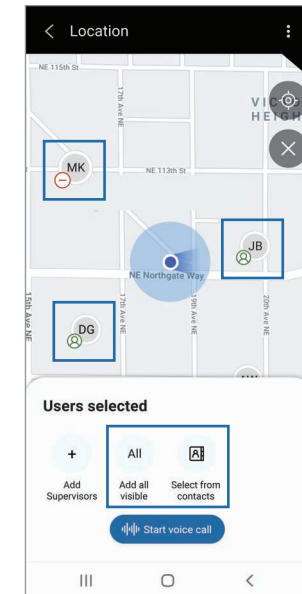 Location
NE 115th St
17th Ave NE
VIC
HEIGH
MK
NE 113th St
JB
NE Northgate Way
15th Ave NE
17th Ave NE
19th Ave NE
20th Ave NE
DG
Users selected
+
All
Add
Supervisors
Add all
visible
Select from
contacts
Start voice call